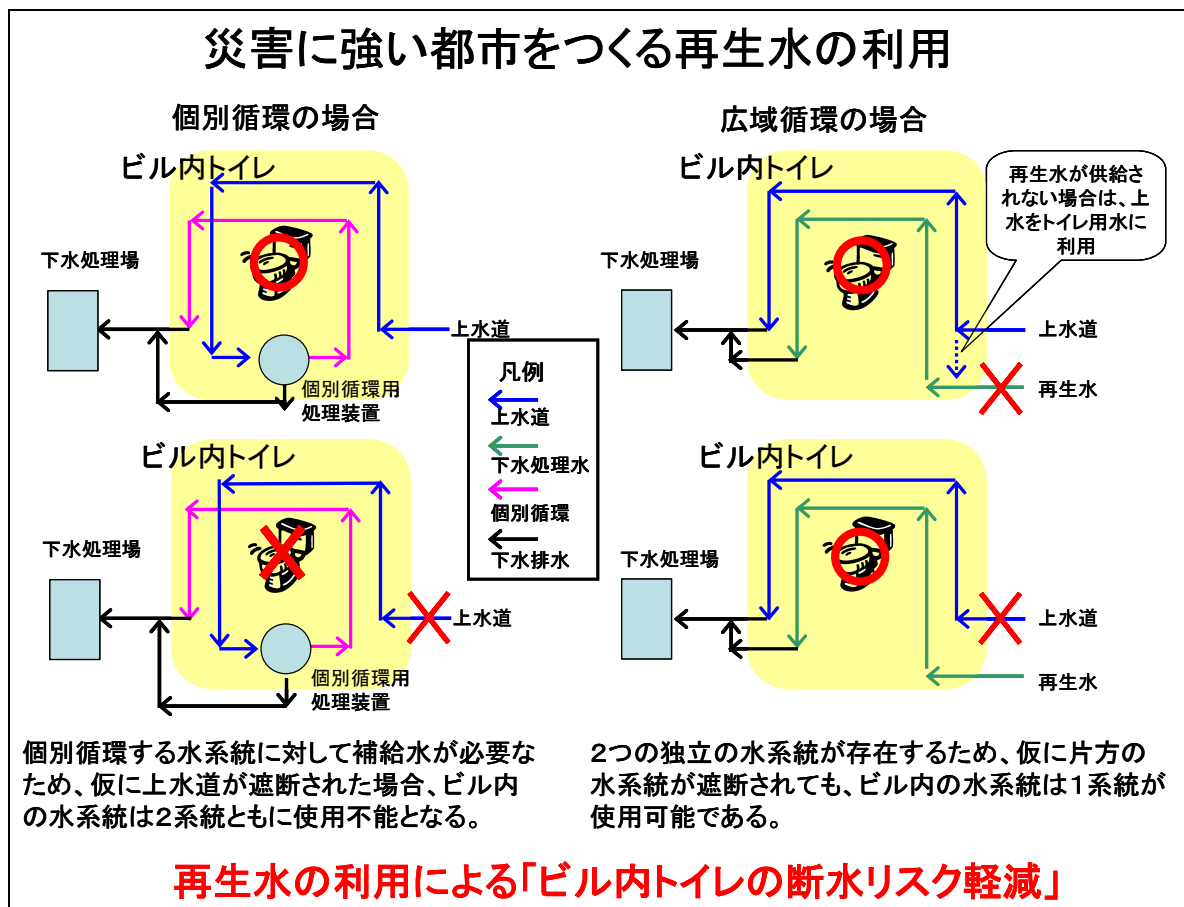 災害に強い都市をつくる再生水の利用
個別循環の場合
ビル内トイレ
下水処理場
上水道
個別循環用
処理装置
ビル内トイレ
下水処理場
上水道
個別循環用
処理装置
凡例
上水道
下水処理水
個別循環
下水排水
広域循環の場合
ビル内トイレ
再生水が供給さ
れない場合は、上
水をトイレ用水に
利用
下水処理場
上水道
再生水
ビル内トイレ
下水処理場
上水道
再生水
個別循環する水系統に対して補給水が必要な
ため、仮に上水道が遮断された場合、ビル内
の水系統は2系統ともに使用不能となる。
2つの独立の水系統が存在するため、仮に片方の
水系統が遮断されても、ビル内の水系統は1系統が
使用可能である。
再生水の利用による「ビル内トイレの断水リスク軽減」